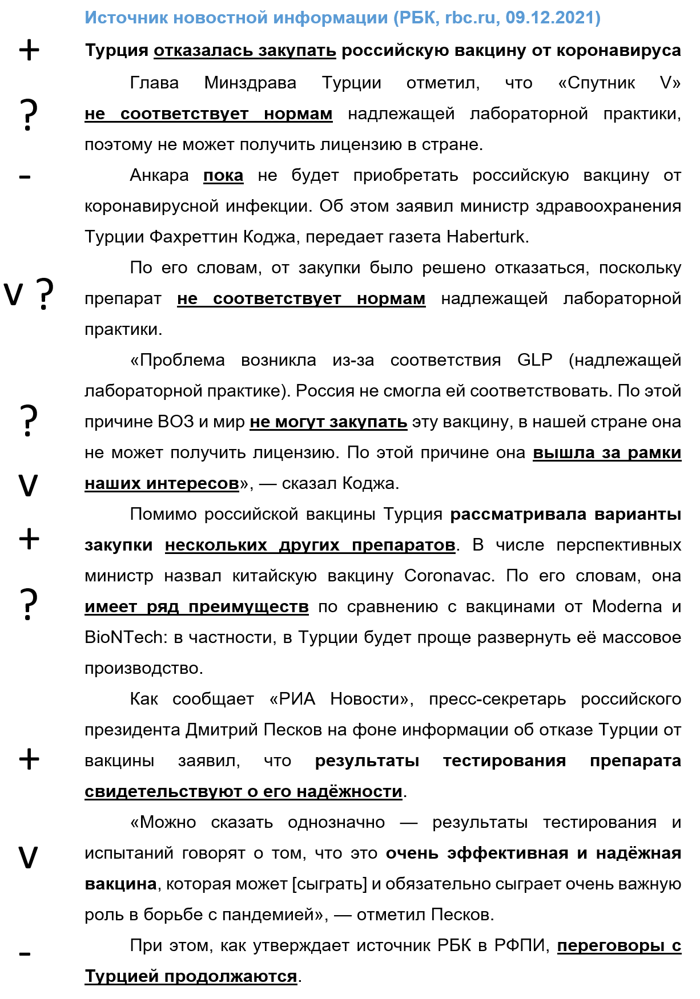 Источник новостной информации (РБК, rbc.ru, 09.12.2021)
+ Турция отказалась закупать российскую вакцину от коронавируса
Глава Минздрава Турции отметил, что «Спутник V»
? не соответствует нормам надлежащей лабораторной практики,
поэтому не может получить лицензию в стране.
- Анкара пока не будет приобретать российскую вакцину от
коронавирусной инфекции. Об этом заявил министр здравоохранения
Турции Фахреттин Коджа, передает газета Haberturk.
По его словам, от закупки было решено отказаться, поскольку
V ? препарат не соответствует нормам надлежащей лабораторной
практики.
«Проблема возникла из-за соответствия GLP (надлежащей
лабораторной практике). Россия не смогла ей соответствовать. По этой
? причине ВОЗ и мир не могут закупать эту вакцину, в нашей стране она
не может получить лицензию. По этой причине она вышла за рамки
V наших интересов», — сказал Коджа.
Помимо российской вакцины Турция рассматривала варианты
+ закупки нескольких других препаратов. В числе перспективных
министр назвал китайскую вакцину Coronavac. По его словам, она
? имеет ряд преимуществ по сравнению с вакцинами от Moderna и
BioNTech: в частности, в Турции будет проще развернуть её массовое
производство.
Как сообщает «РИА Новости», пресс-секретарь российского
президента Дмитрий Песков на фоне информации об отказе Турции от
+ вакцины заявил, что результаты тестирования препарата
свидетельствуют о его надёжности.
«Можно сказать однозначно — результаты тестирования и
V испытаний говорят о том, что это очень эффективная и надёжная
вакцина, которая может [сыграть] и обязательно сыграет очень важную
роль в борьбе с пандемией», — отметил Песков.
- При этом, как утверждает источник РБК в РФПИ, переговоры с
Турцией продолжаются.